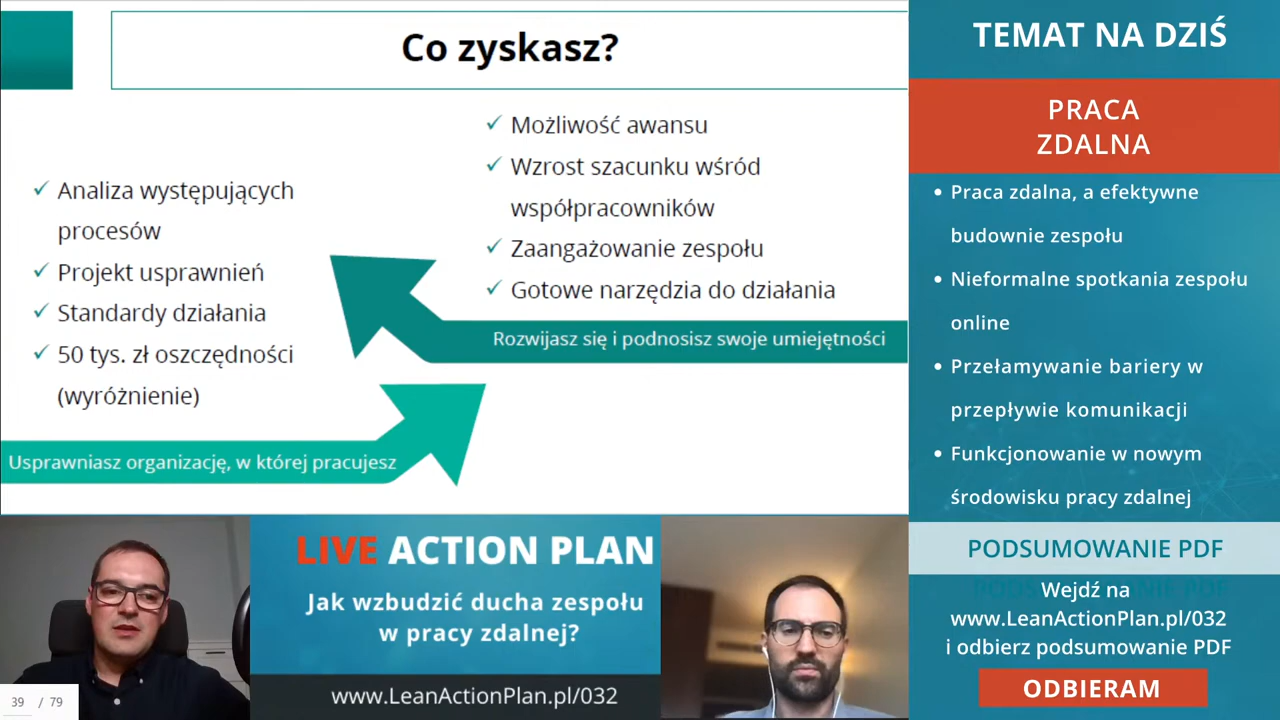 Co zyskasz?
Analiza występujących
procesów
Projekt usprawnień
Standardy działania
50 tys. zł oszczędności
(wyróżnienie)
Usprawniasz organizację, w której pracujesz
Możliwość awansu
Wzrost szacunku wśród
współpracowników
Zaangażowanie zespołu
Gotowe narzędzia do działania
Rozwijasz się i podnosisz swoje umiejętności
39 / 79
LIVE ACTION PLAN
Jak wzbudzić ducha zespołu
w pracy zdalnej?
www.LeanActionPlan.pl/032
TEMAT NA DZIŚ
PRACA
ZDALNA
Praca zdalna, a efektywne
budownie zespołu
Nieformalne spotkania zespołu
online
Przełamywanie bariery w
przepływie komunikacji
Funkcjonowanie w nowym
środowisku pracy zdalnej
PODSUMOWANIE PDF
Wejdź na
www.LeanActionPlan.pl/032
i odbierz podsumowanie PDF
ODBIERAM